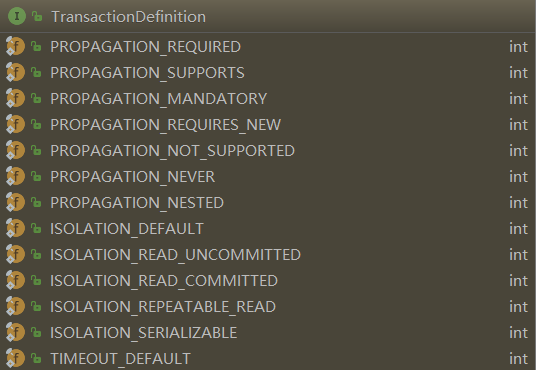 I TransactionDefinition
f PROPAGATION_REQUIRED int
f PROPAGATION_SUPPORTS int
f PROPAGATION_MANDATORY int
f PROPAGATION_REQUIRES_NEW int
f PROPAGATION_NOT_SUPPORTED int
f PROPAGATION_NEVER int
f PROPAGATION_NESTED int
f ISOLATION_DEFAULT int
f ISOLATION_READ_UNCOMMITTED int
f ISOLATION_READ_COMMITTED int
f ISOLATION_REPEATABLE_READ int
f ISOLATION_SERIALIZABLE int
f TIMEOUT_DEFAULT int